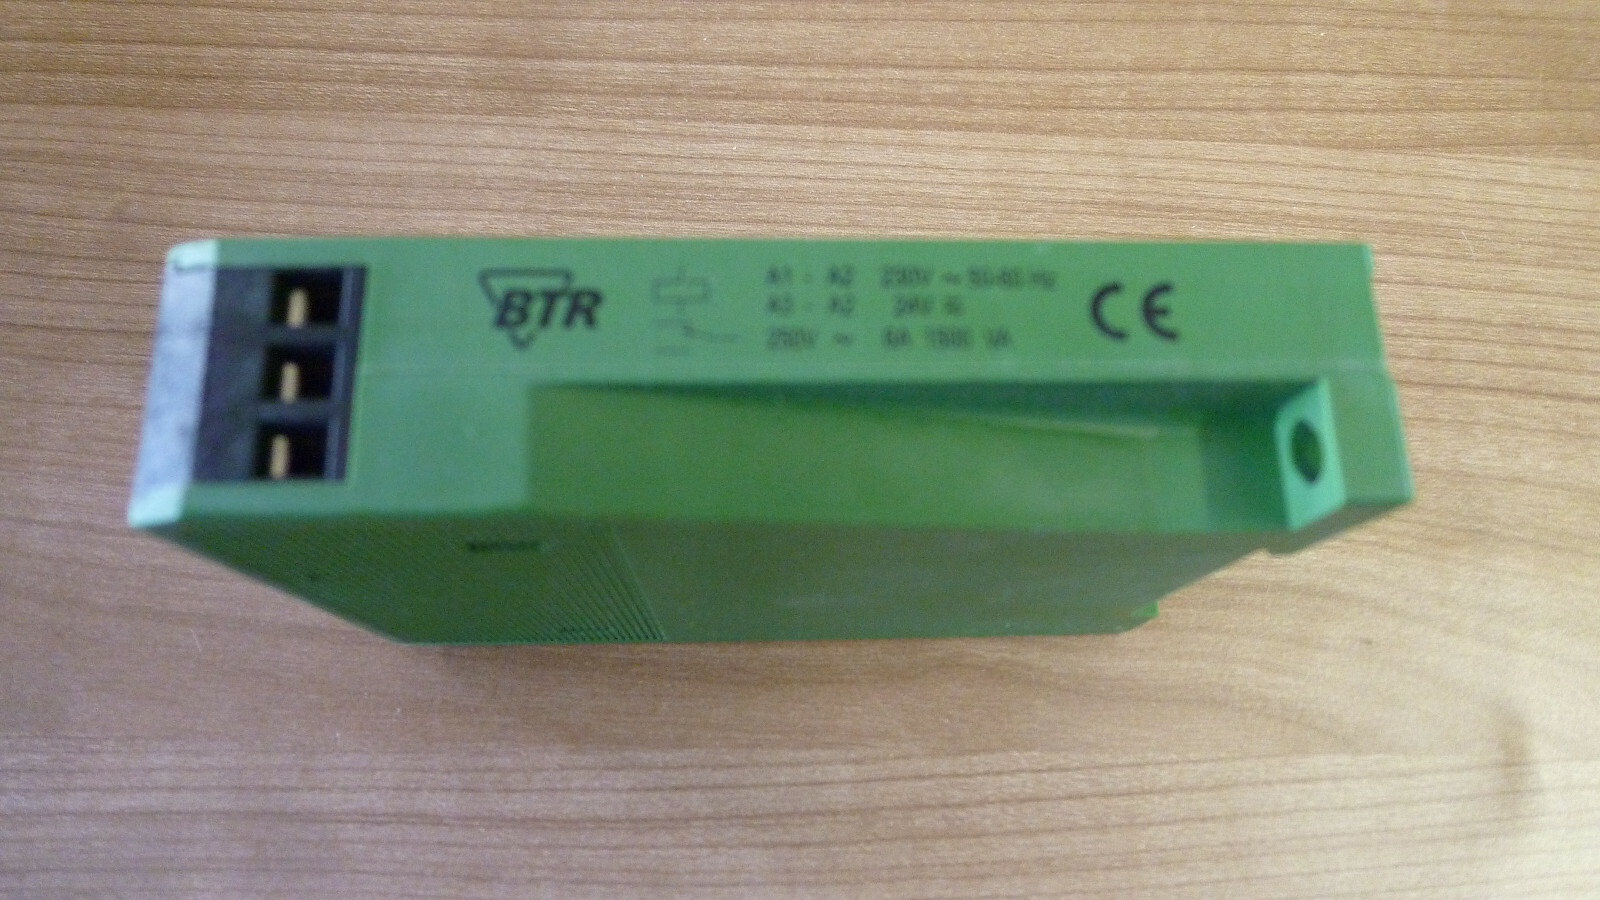 BTR
A1 - A2 230V ~ 50-60 Hz
A3 - A2 24V
250V ~ 6A 1500 VA
CE